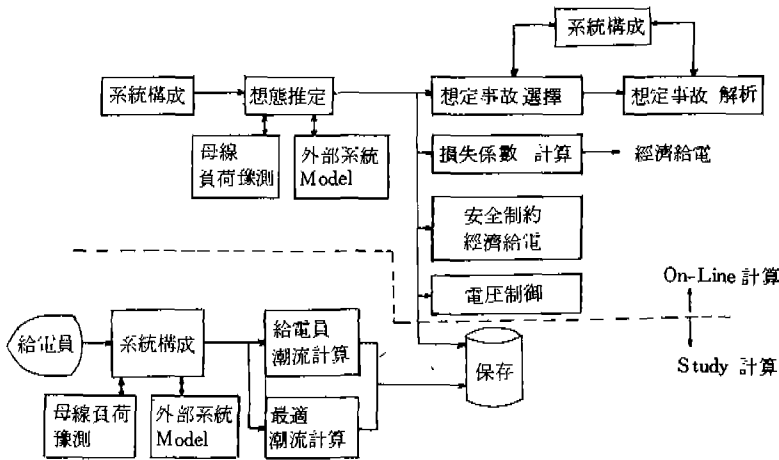 系統構成
系統構成
想態推定
想定事故 選擇
想定事故 解析
母線
負荷豫測
外部系統
Model
損失係數 計算
經濟給電
安全制約
經濟給電
電圧制御
On-Line 計算
給電員
系統構成
給電員
潮流計算
保存
Study 計算
母線負荷
豫測
外部系統
Model
最適
潮流計算